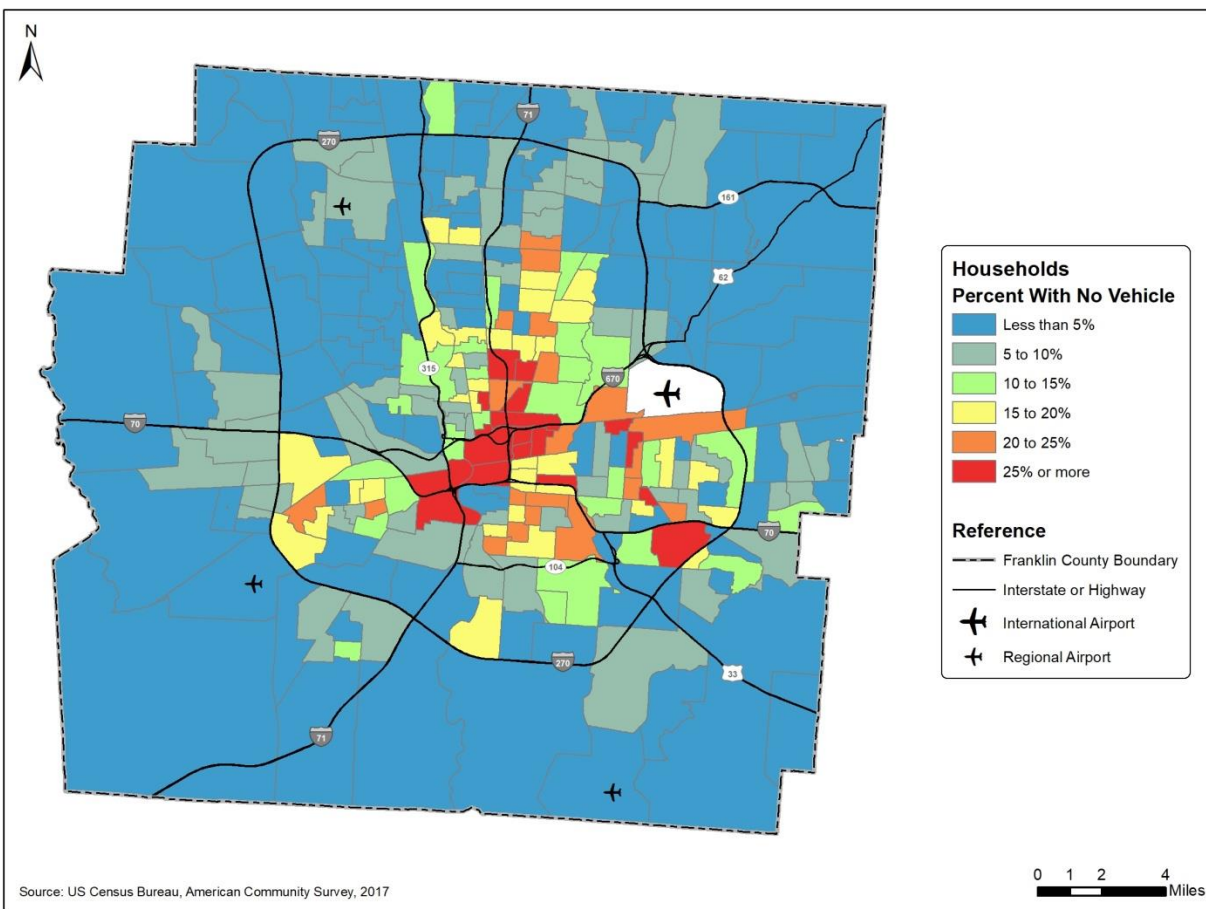 N
270
71
161
62
315
670
70
70
104
270
33
71
Households
Percent With No Vehicle
Less than 5%
5 to 10%
10 to 15%
15 to 20%
20 to 25%
25% or more
Reference
Franklin County Boundary
Interstate or Highway
International Airport
Regional Airport
Source: US Census Bureau, American Community Survey, 2017
0 1 2 4
Miles